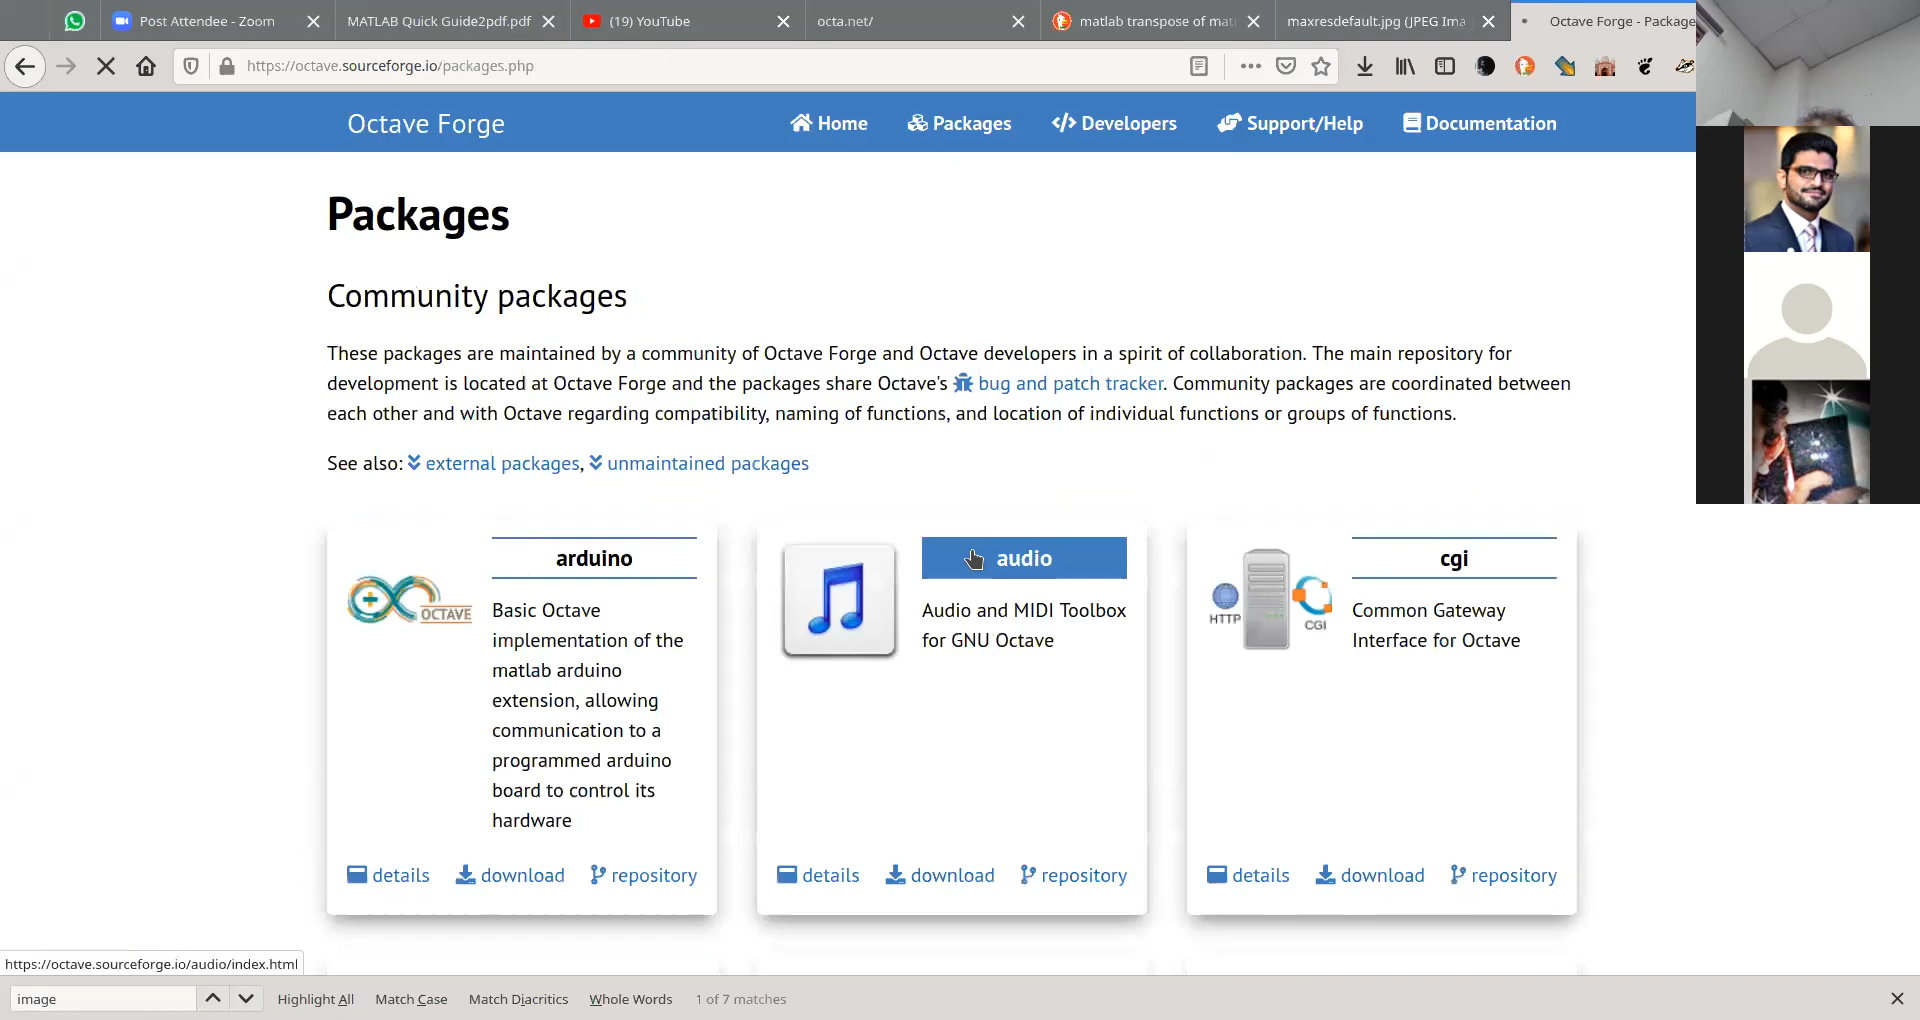 Post Attendee - Zoom
MATLAB Quick Guide2pdf.pdf
(19) YouTube
octa.net/
matlab transpose of mat
maxresdefault.jpg (JPEG Ima
Octave Forge - Package
https://octave.sourceforge.io/packages.php
Octave Forge
Home
Packages
Developers
Support/Help
Documentation
Packages
Community packages
These packages are maintained by a community of Octave Forge and Octave developers in a spirit of collaboration. The main repository for
development is located at Octave Forge and the packages share Octave's bug and patch tracker. Community packages are coordinated between
each other and with Octave regarding compatibility, naming of functions, and location of individual functions or groups of functions.
See also: external packages, unmaintained packages
OCTAVE
arduino
Basic Octave
implementation of the
matlab arduino
extension, allowing
communication to a
programmed arduino
board to control its
hardware
details
download
repository
audio
Audio and MIDI Toolbox
for GNU Octave
details
download
repository
HTTP
CGI
cgi
Common Gateway
Interface for Octave
details
download
repository
https://octave.sourceforge.io/audio/index.html
image
Highlight All
Match Case
Match Diacritics
Whole Words
1 of 7 matches